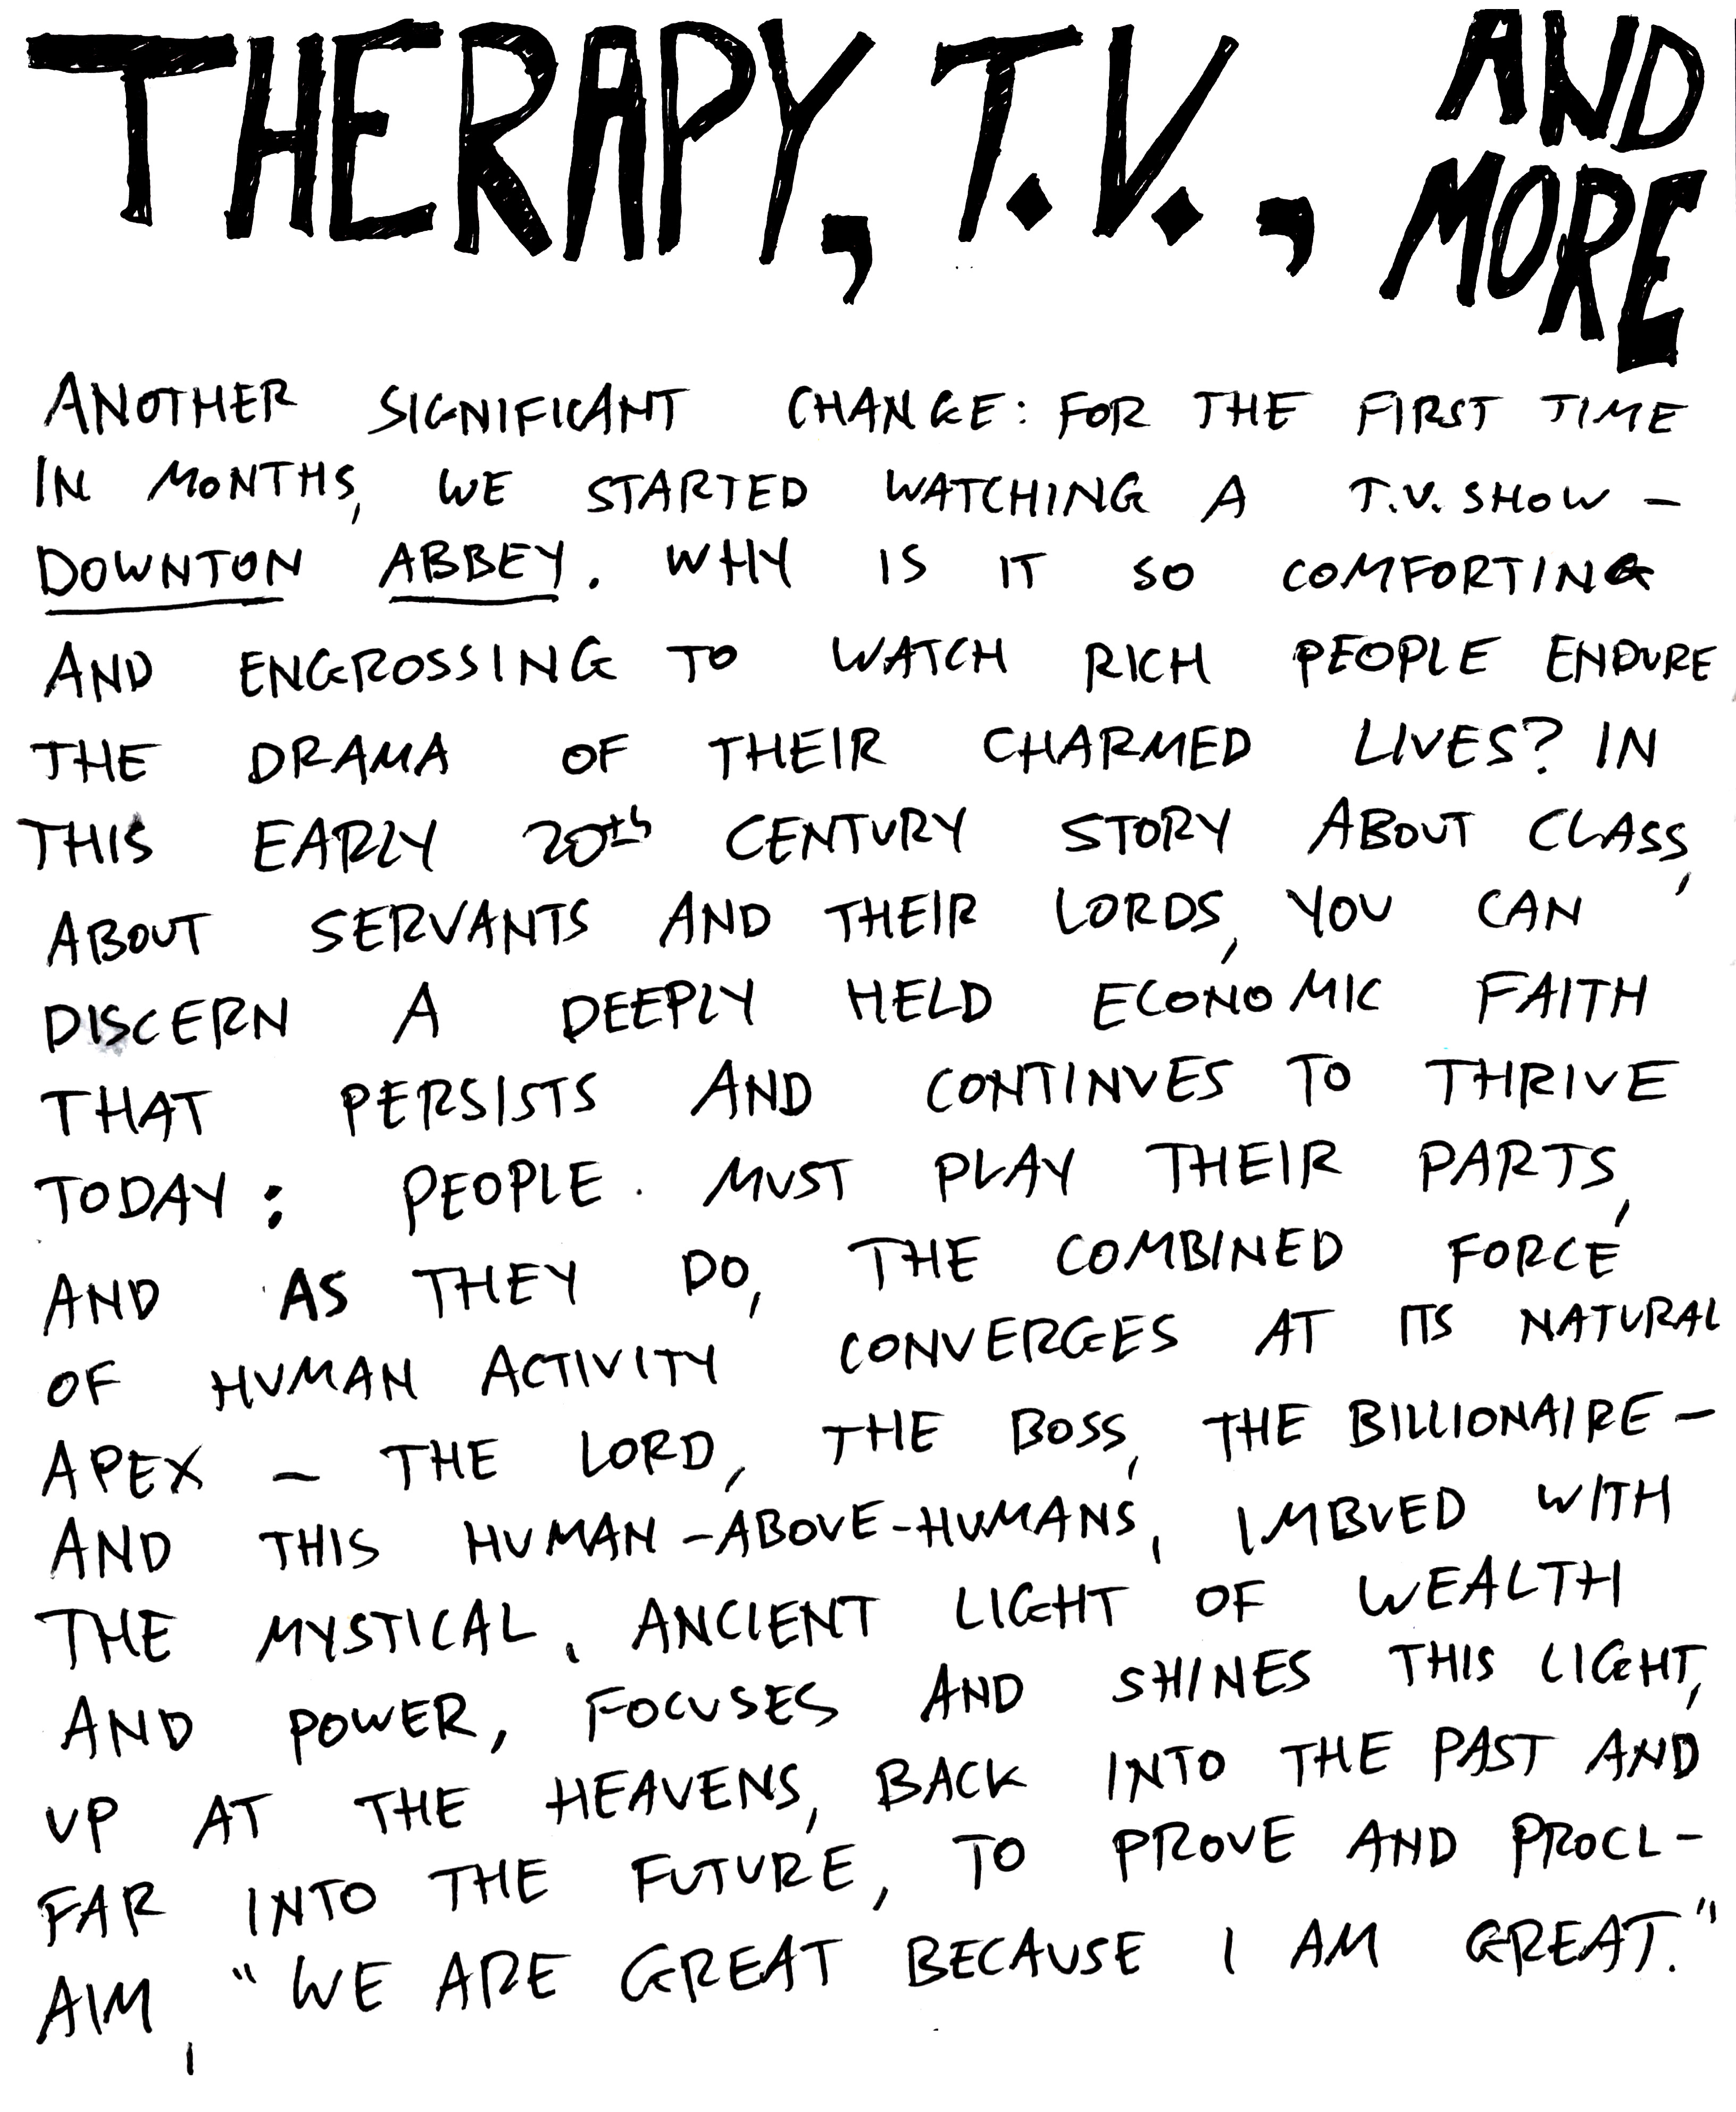 THERAPY, T.V., AND MORE
ANOTHER SIGNIFICANT CHANGE: FOR THE FIRST TIME
IN MONTHS, WE STARTED WATCHING A T.V. SHOW –
DOWNTON ABBEY. WHY IS IT SO COMFORTING
AND ENGROSSING TO WATCH RICH PEOPLE ENDURE
THE DRAMA OF THEIR CHARMED LIVES? IN
THIS EARLY 20th CENTURY STORY ABOUT CLASS,
ABOUT SERVANTS AND THEIR LORDS, YOU CAN
DISCERN A DEEPLY HELD ECONOMIC FAITH
THAT PERSISTS AND CONTINUES TO THRIVE
TODAY: PEOPLE MUST PLAY THEIR PARTS,
AND AS THEY DO, THE COMBINED FORCE
OF HUMAN ACTIVITY CONVERGES AT ITS NATURAL
APEX – THE LORD, THE BOSS, THE BILLIONAIRE –
AND THIS HUMAN-ABOVE-HUMANS, IMBUED WITH
THE MYSTICAL, ANCIENT LIGHT OF WEALTH
AND POWER, FOCUSES AND SHINES THIS LIGHT,
UP AT THE HEAVENS, BACK INTO THE PAST AND
FAR INTO THE FUTURE, TO PROVE AND PROCL-
AIM, "WE ARE GREAT BECAUSE I AM GREAT."